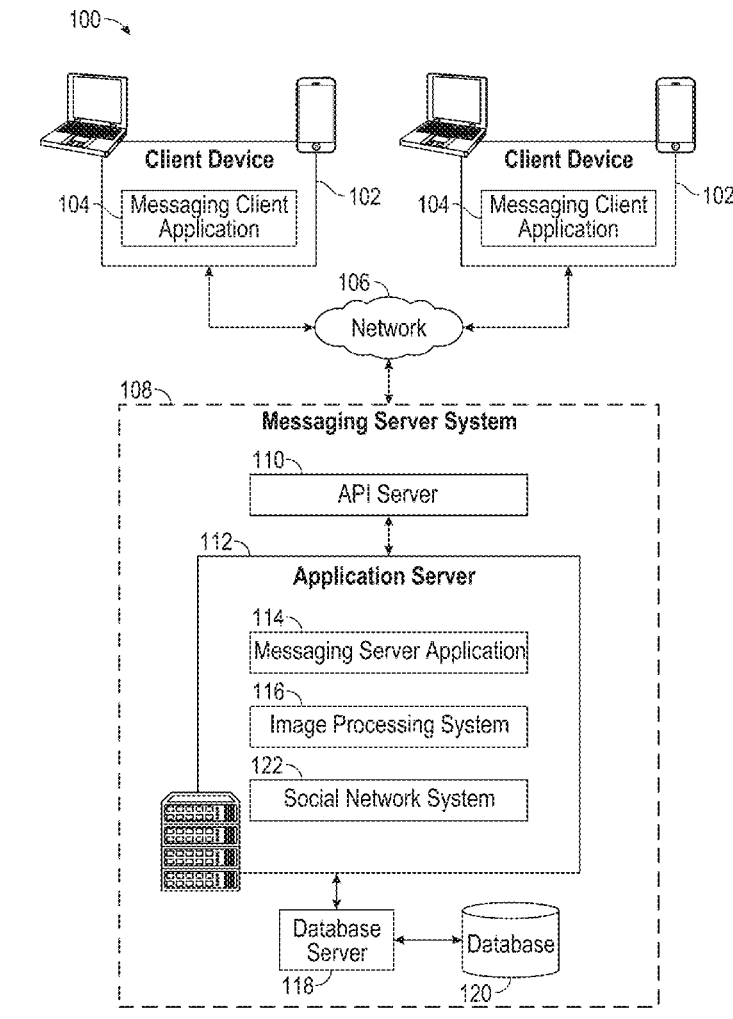 100
Client Device
Client Device
104
Messaging Client
Application
102
104
Messaging Client
Application
102
106
Network
108
Messaging Server System
110
API Server
112
Application Server
114
Messaging Server Application
116
Image Processing System
122
Social Network System
Database
Server
118
Database
120